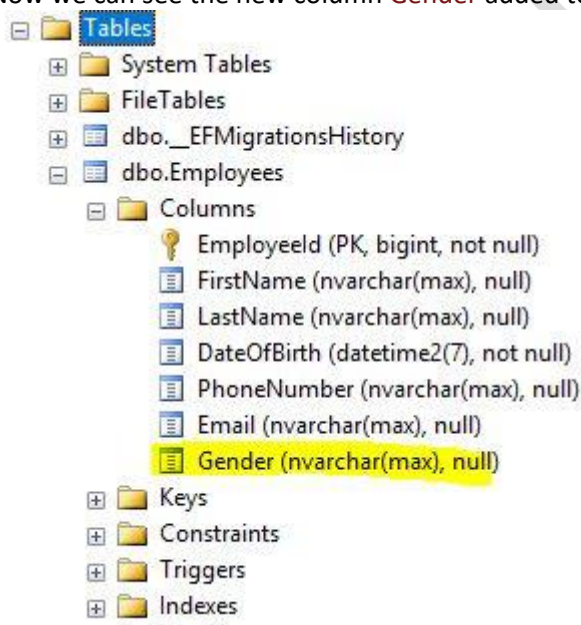 Now we can see the new column Gender added to
Tables
System Tables
FileTables
dbo.__EFMigrationsHistory
dbo.Employees
Columns
EmployeeId (PK, bigint, not null)
FirstName (nvarchar(max), null)
LastName (nvarchar(max), null)
DateOfBirth (datetime2(7), not null)
PhoneNumber (nvarchar(max), null)
Email (nvarchar(max), null)
Gender (nvarchar(max), null)
Keys
Constraints
Triggers
Indexes